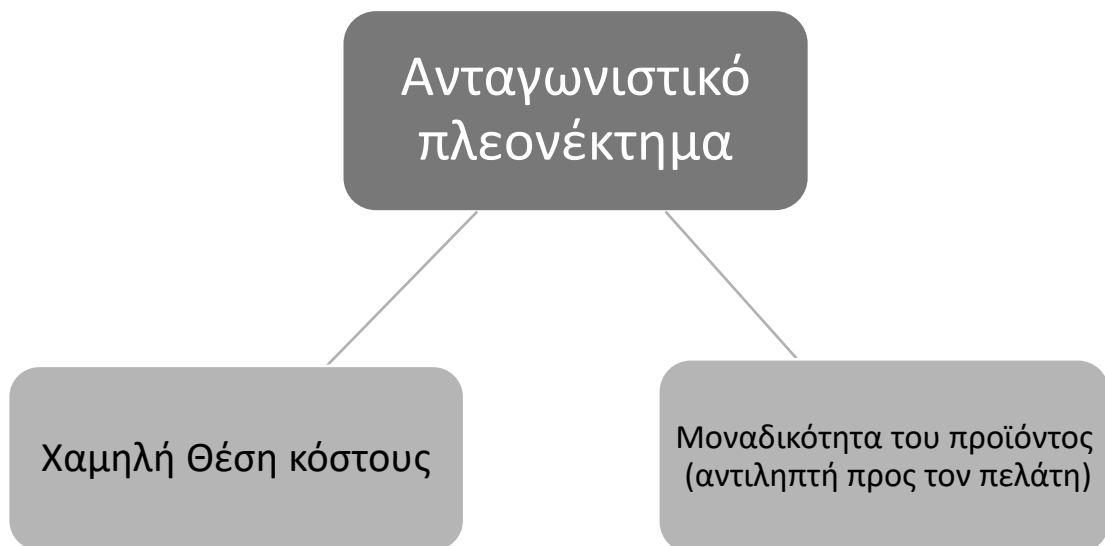 Ανταγωνιστικό
πλεονέκτημα
Χαμηλή Θέση κόστους
Μοναδικότητα του προϊόντος
(αντιληπτή προς τον πελάτη)